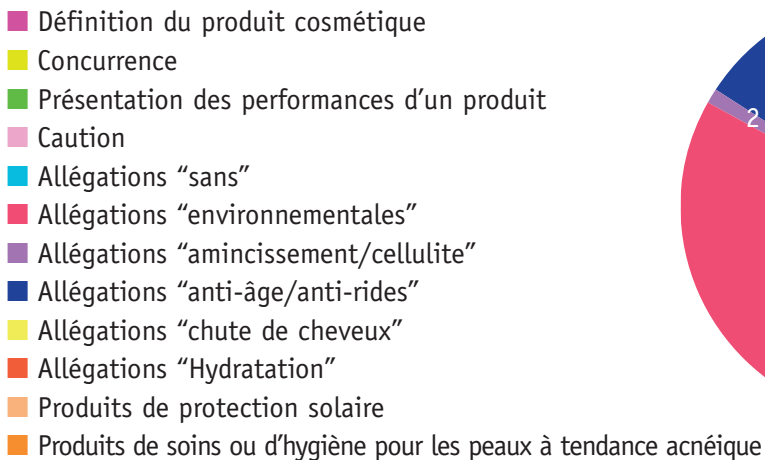 Définition du produit cosmétique
Concurrence
Présentation des performances d’un produit
Caution
Allégations “sans”
Allégations “environnementales”
Allégations “amincissement/cellulite”
Allégations “anti-âge/anti-rides”
Allégations “chute de cheveux”
Allégations “Hydratation”
Produits de protection solaire
Produits de soins ou d’hygiène pour les peaux à tendance acnéique
2